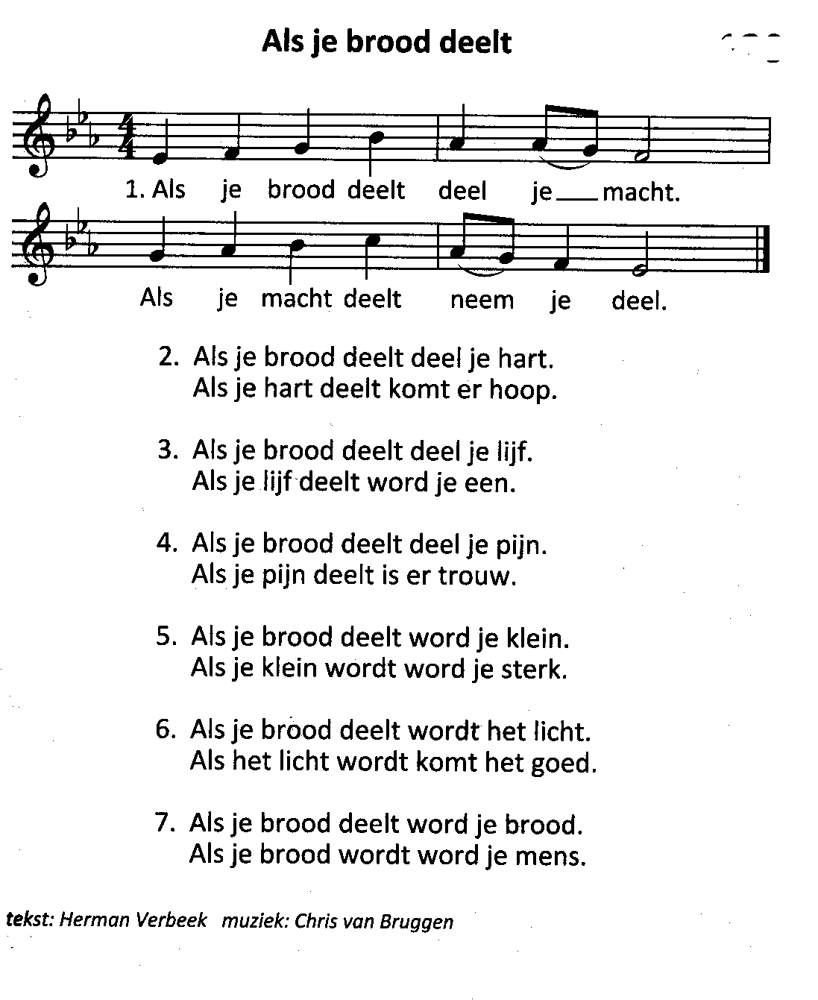 Als je brood deelt
1. Als je brood deelt deel je macht.
Als je macht deelt neem je deel.
2. Als je brood deelt deel je hart.
Als je hart deelt komt er hoop.
3. Als je brood deelt deel je lijf.
Als je lijf deelt word je een.
4. Als je brood deelt deel je pijn.
Als je pijn deelt is er trouw.
5. Als je brood deelt word je klein.
Als je klein wordt word je sterk.
6. Als je brood deelt wordt het licht.
Als het licht wordt komt het goed.
7. Als je brood deelt word je brood.
Als je brood wordt word je mens.
tekst: Herman Verbeek muziek: Chris van Bruggen